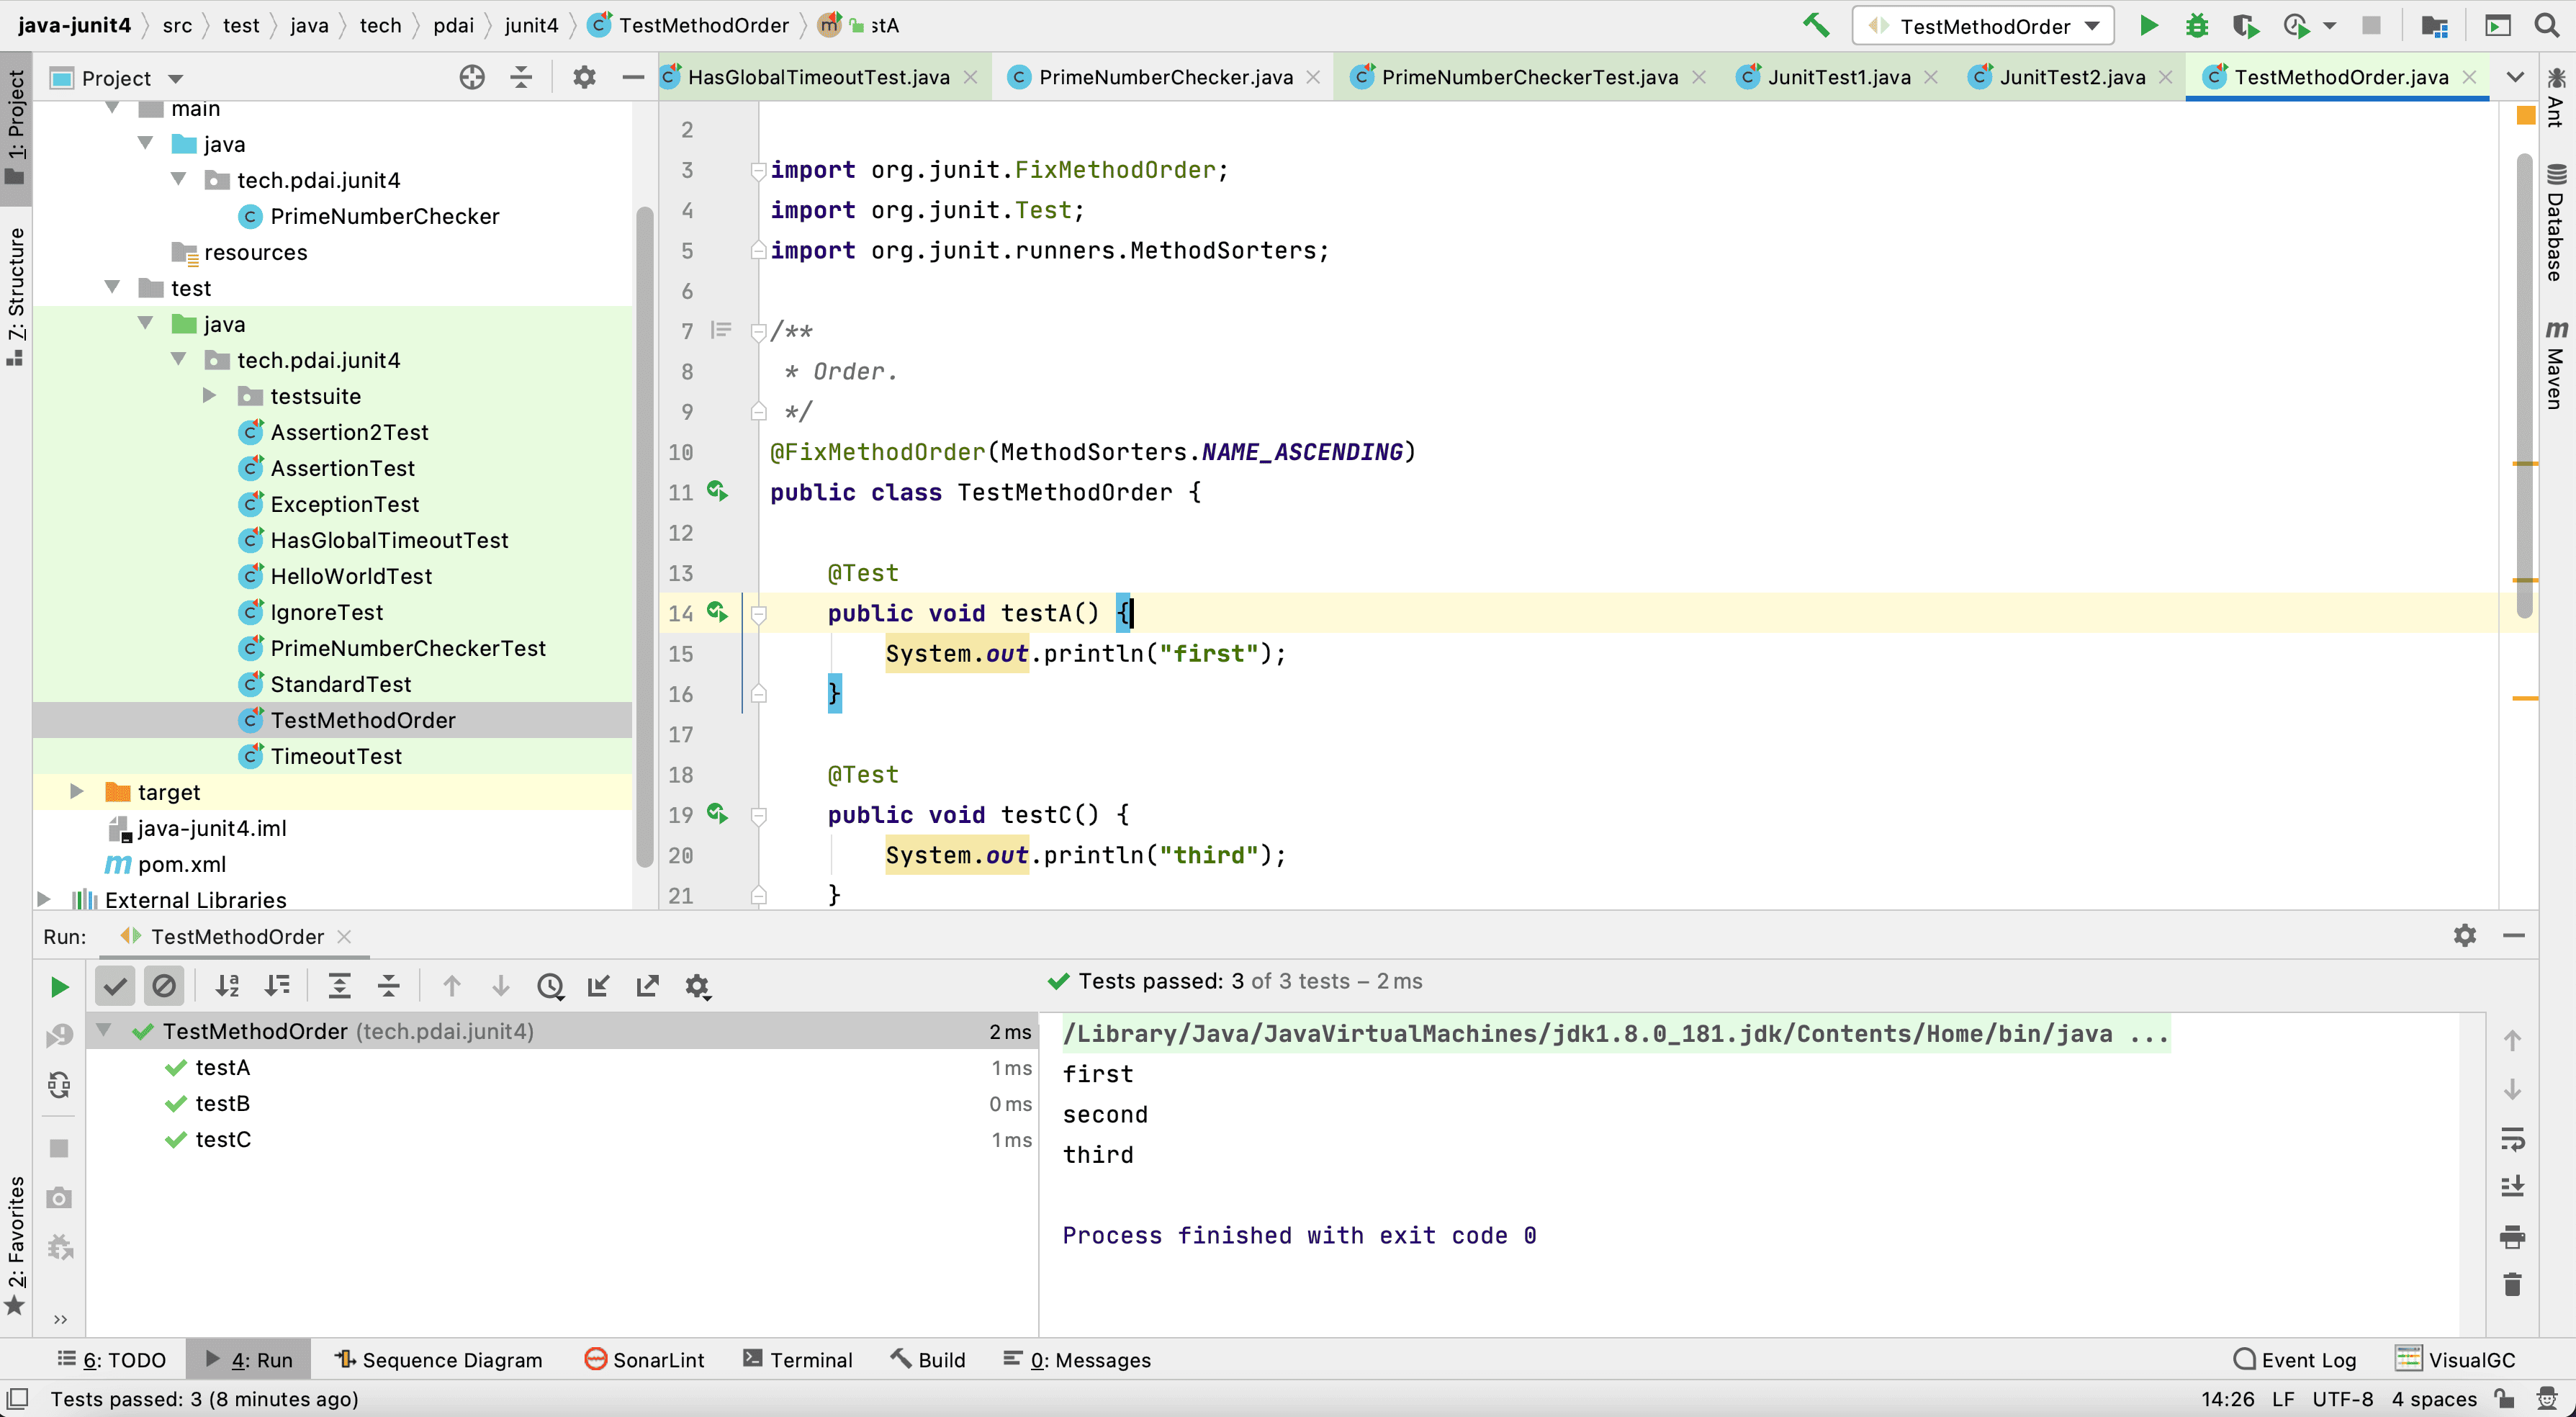 java-junit4 src test java tech pdai junit4 TestMethodOrder stA
TestMethodOrder
Project
HasGlobalTimeoutTest.java PrimeNumberChecker.java PrimeNumberCheckerTest.java JunitTest1.java JunitTest2.java TestMethodOrder.java
1: Project
Z: Structure
2: Favorites
main
java
tech.pdai.junit4
PrimeNumberChecker
resources
test
java
tech.pdai.junit4
testsuite
Assertion2Test
AssertionTest
ExceptionTest
HasGlobalTimeoutTest
HelloWorldTest
IgnoreTest
PrimeNumberCheckerTest
StandardTest
TestMethodOrder
TimeoutTest
target
java-junit4.iml
pom.xml
External Libraries
2
3 import org.junit.FixMethodOrder;
4 import org.junit.Test;
5 import org.junit.runners.MethodSorters;
6
7 /**
8 * Order.
9 */
10 @FixMethodOrder(MethodSorters.NAME_ASCENDING)
11 public class TestMethodOrder {
12
13 @Test
14 public void testA() {
15 System.out.println("first");
16 }
17
18 @Test
19 public void testC() {
20 System.out.println("third");
21 }
Ant
Database
Maven
Run: TestMethodOrder
Tests passed: 3 of 3 tests – 2 ms
TestMethodOrder (tech.pdai.junit4) 2 ms
testA 1 ms
testB 0 ms
testC 1 ms
/Library/Java/JavaVirtualMachines/jdk1.8.0_181.jdk/Contents/Home/bin/java ...
first
second
third
Process finished with exit code 0
6: TODO 4: Run Sequence Diagram SonarLint Terminal Build 0: Messages Event Log VisualGC
Tests passed: 3 (8 minutes ago) 14:26 LF UTF-8 4 spaces